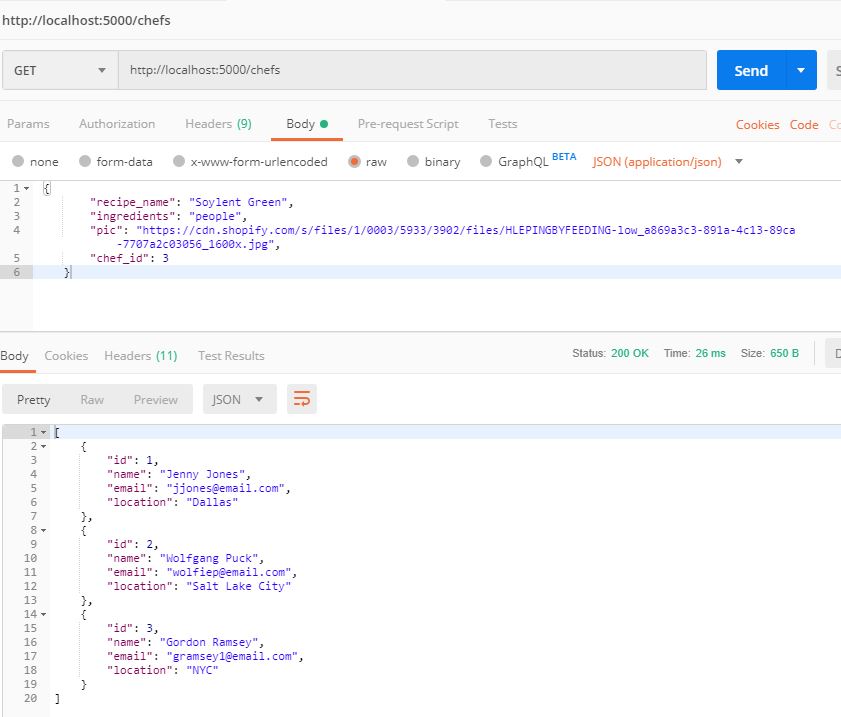 http://localhost:5000/chefs
GET http://localhost:5000/chefs Send
Params Authorization Headers (9) Body Pre-request Script Tests Cookies Code
none form-data x-www-form-urlencoded raw binary GraphQL BETA JSON (application/json)
1 {
2 "recipe_name": "Soylent Green",
3 "ingredients": "people",
4 "pic": "https://cdn.shopify.com/s/files/1/0003/5933/3902/files/HLEPINGBYFEEDING-low_a869a3c3-891a-4c13-89ca
-7707a2c03056_1600x.jpg",
5 "chef_id": 3
6 }
Body Cookies Headers (11) Test Results Status: 200 OK Time: 26 ms Size: 650 B
Pretty Raw Preview JSON
1 [
2 {
3 "id": 1,
4 "name": "Jenny Jones",
5 "email": "jjones@email.com",
6 "location": "Dallas"
7 },
8 {
9 "id": 2,
10 "name": "Wolfgang Puck",
11 "email": "wolfiep@email.com",
12 "location": "Salt Lake City"
13 },
14 {
15 "id": 3,
16 "name": "Gordon Ramsey",
17 "email": "gramsey1@email.com",
18 "location": "NYC"
19 }
20 ]